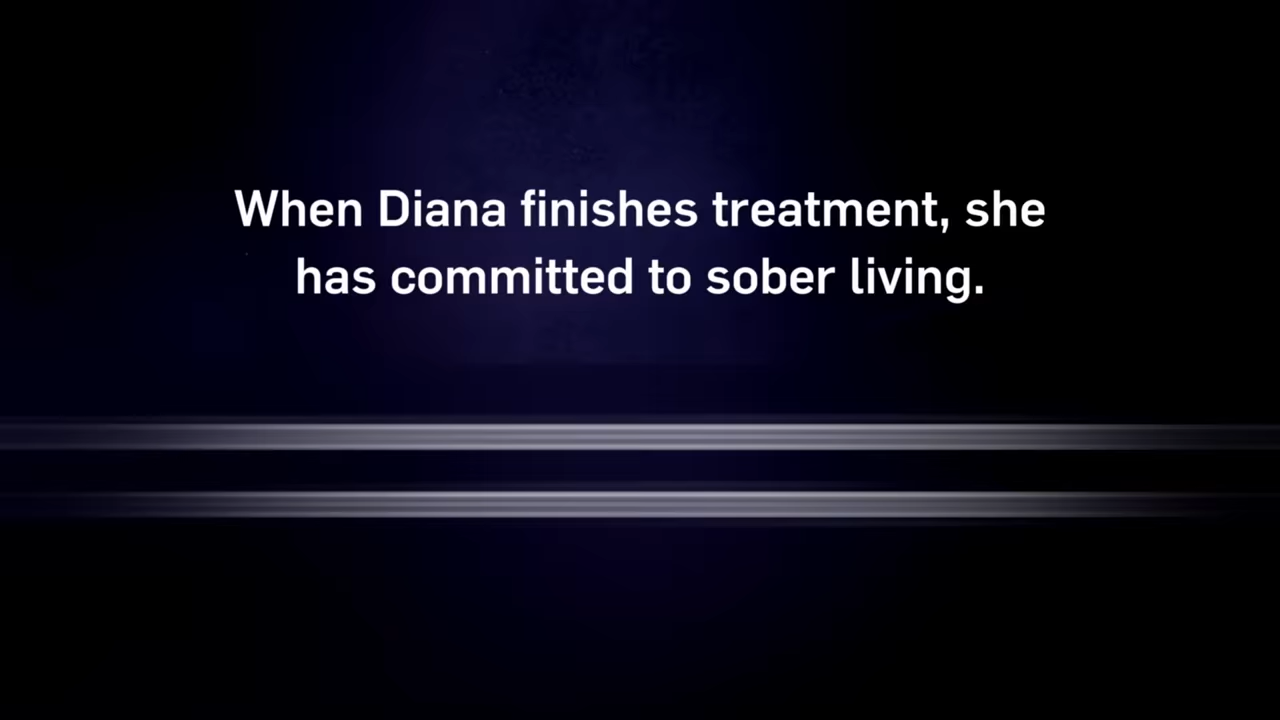 When Diana finishes treatment, she
has committed to sober living.